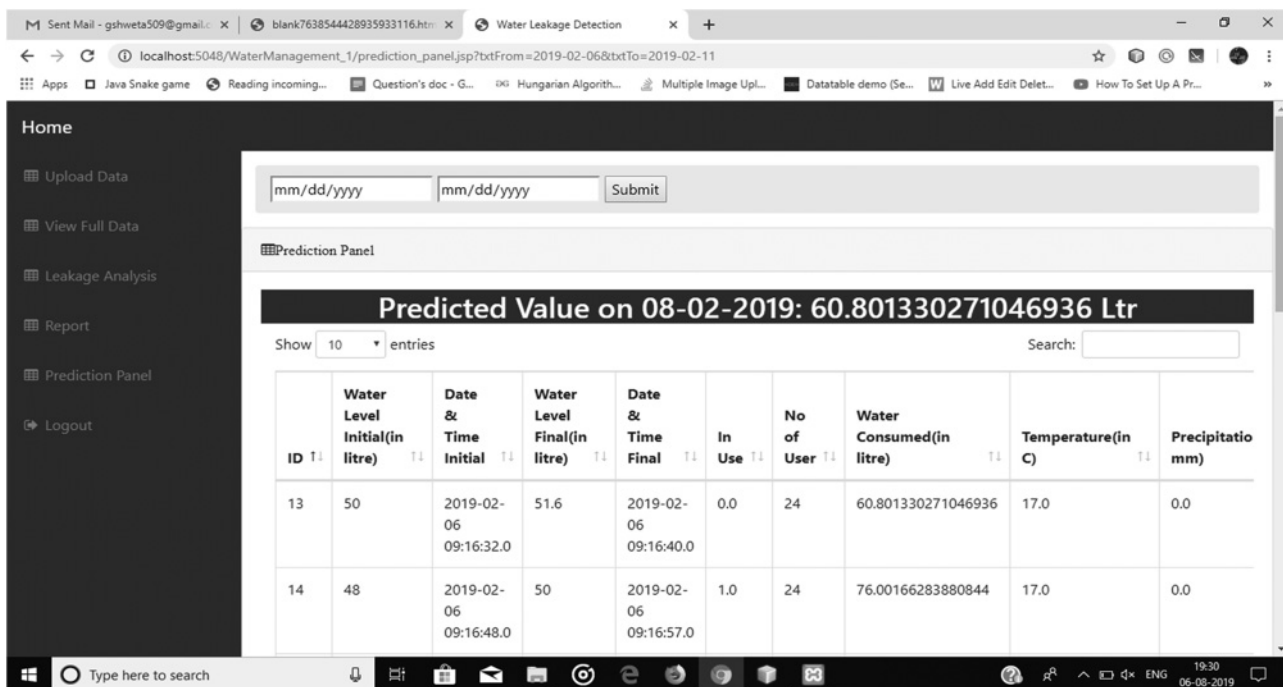 Sent Mail - gshweta509@gmail.c
blank7638544428935933116.htm
Water Leakage Detection
localhost:5048/WaterManagement_1/prediction_panel.jsp?txtFrom=2019-02-06&txtTo=2019-02-11
Apps Java Snake game Reading incoming... Question's doc - G... Hungarian Algorith... Multiple Image Upl... Datatable demo (Se... Live Add Edit Delet... How To Set Up A Pr... »
Home
Upload Data
View Full Data
Leakage Analysis
Report
Prediction Panel
Logout
mm/dd/yyyy mm/dd/yyyy Submit
Prediction Panel
Predicted Value on 08-02-2019: 60.801330271046936 Ltr
Show 10 entries Search:
ID
Water
Level
Initial(in
litre)
Date
&
Time
Initial
Water
Level
Final(in
litre)
Date
&
Time
Final
In
Use
No
of
User
Water
Consumed(in
litre)
Temperature(in
C)
Precipitatio
mm)
13 50 2019-02- 51.6 2019-02- 0.0 24 60.801330271046936 17.0 0.0
06 06
09:16:32.0 09:16:40.0
14 48 2019-02- 50 2019-02- 1.0 24 76.00166283880844 17.0 0.0
06 06
09:16:48.0 09:16:57.0
Type here to search
ENG
19:30
06-08-2019